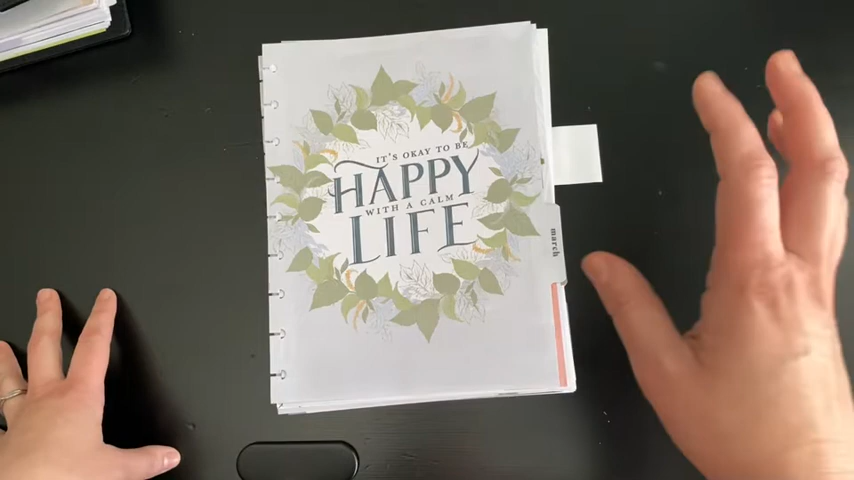 IT'S OKAY TO BE
HAPPY
WITH A CALM
LIFE
march